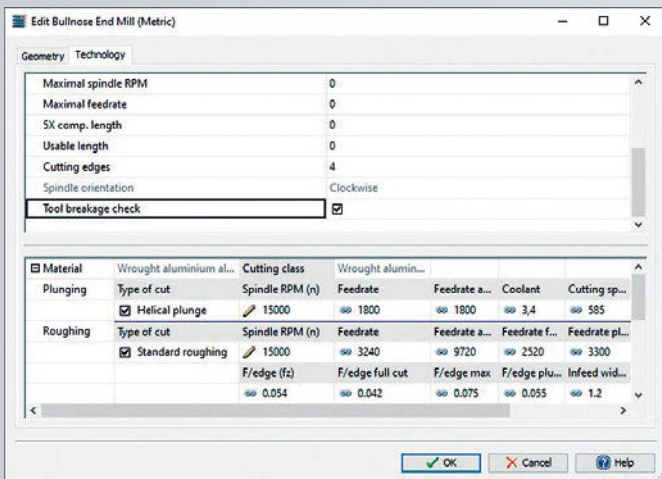 Edit Bullnose End Mill (Metric)
Geometry Technology
Maximal spindle RPM 0
Maximal feedrate 0
5X comp. length 0
Usable length 0
Cutting edges 4
Spindle orientation Clockwise
Tool breakage check
Material Wrought aluminium al... Cutting class Wrought alumin...
Plunging Type of cut Spindle RPM (n) Feedrate Feedrate a... Coolant Cutting sp...
Helical plunge 15000 1800 1800 3,4 585
Roughing Type of cut Spindle RPM (n) Feedrate Feedrate a... Feedrate f... Feedrate pl...
Standard roughing 15000 3240 9720 2520 3300
F/edge (fz) F/edge full cut F/edge max F/edge plu... Infeed wid...
0.054 0.042 0.075 0.055 1.2
OK Cancel Help